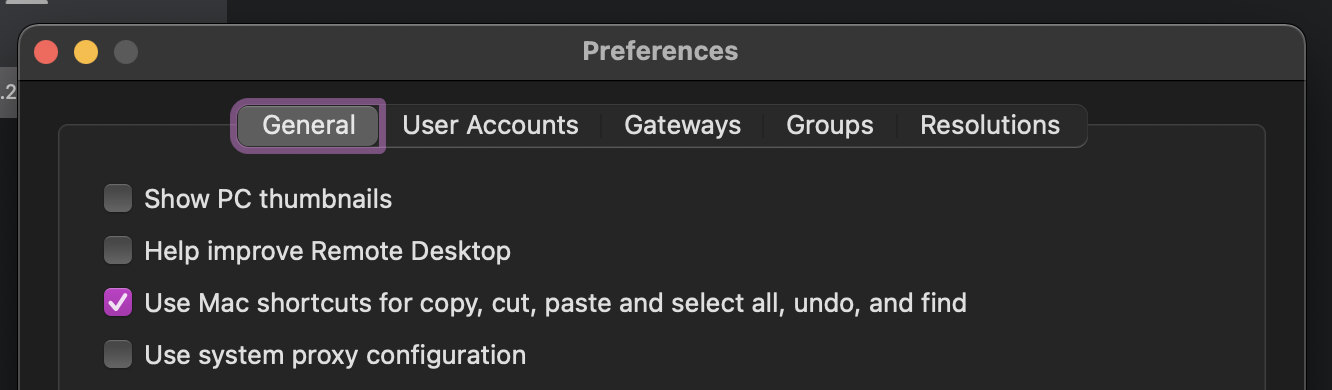 Preferences
.2
General User Accounts Gateways Groups Resolutions
Show PC thumbnails
Help improve Remote Desktop
Use Mac shortcuts for copy, cut, paste and select all, undo, and find
Use system proxy configuration